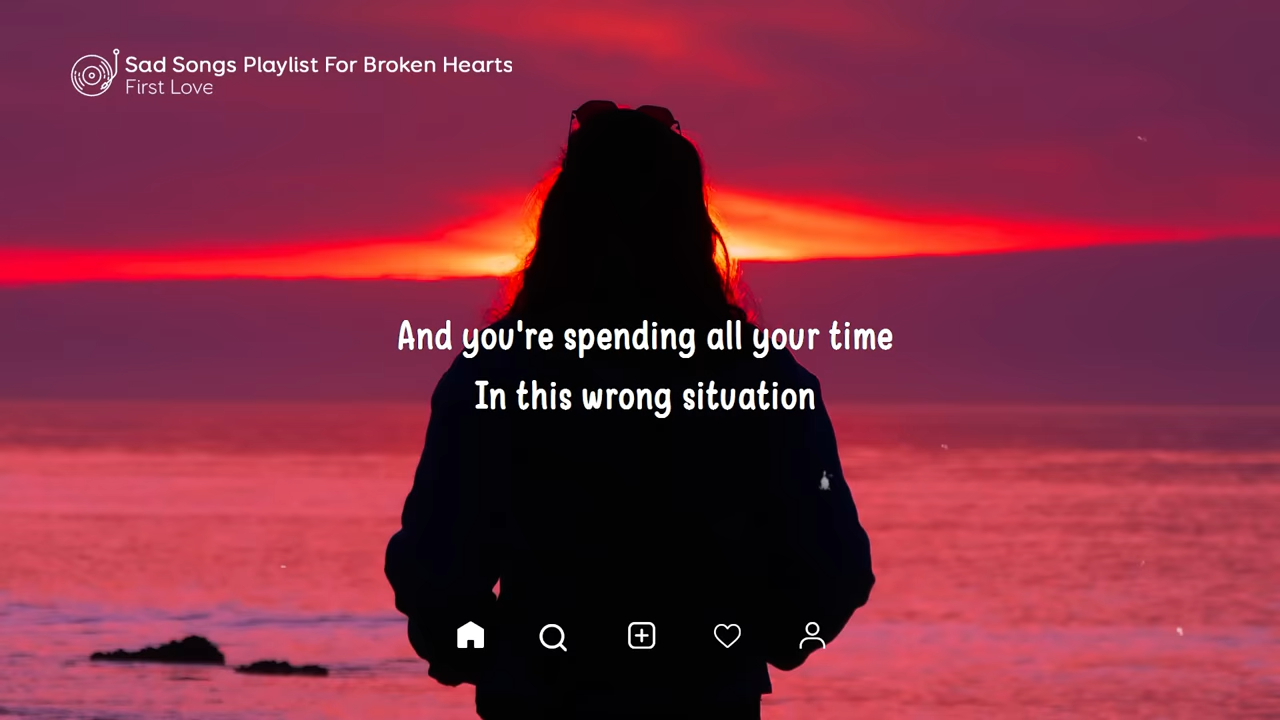 Sad Songs Playlist For Broken Hearts
First Love
And you're spending all your time
In this wrong situation